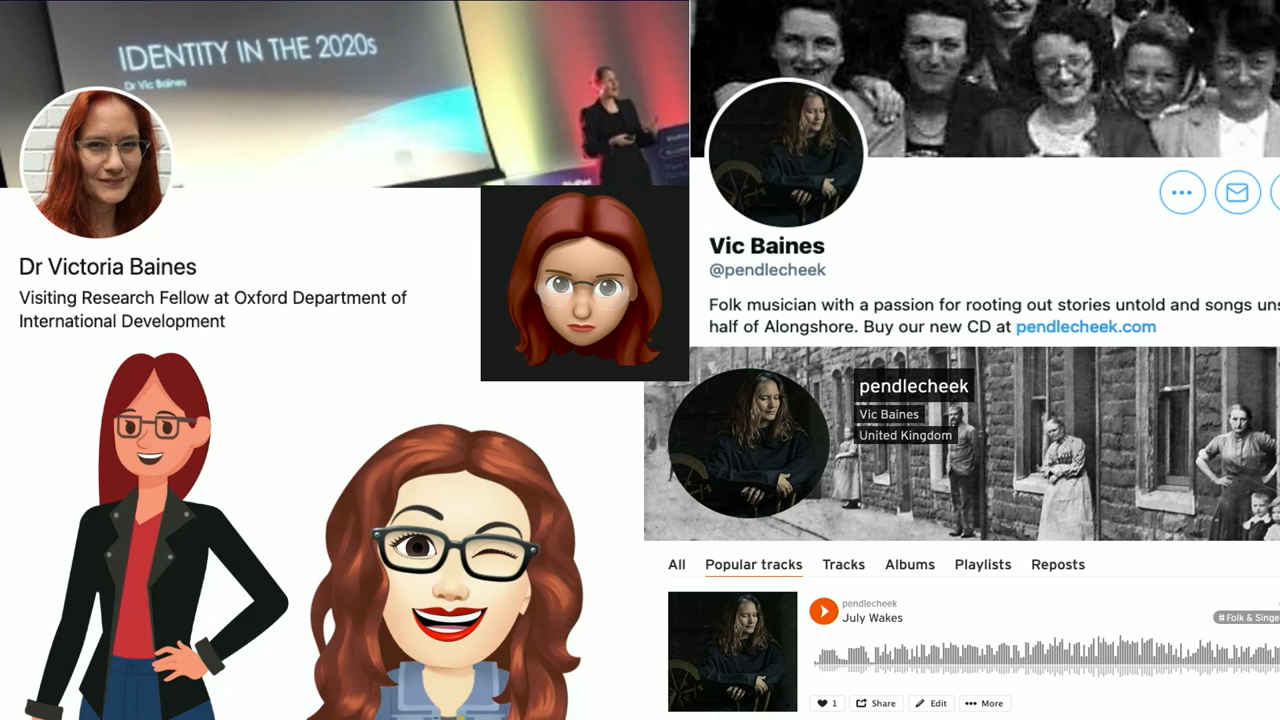 IDENTITY IN THE 2020s
Dr Vic Baines
Dr Victoria Baines
Visiting Research Fellow at Oxford Department of
International Development
Vic Baines
@pendlecheek
Folk musician with a passion for rooting out stories untold and songs uns
half of Alongshore. Buy our new CD at pendlecheek.com
pendlecheek
Vic Baines
United Kingdom
All Popular tracks Tracks Albums Playlists Reposts
pendlecheek
July Wakes
# Folk & Singe
1 Share Edit More